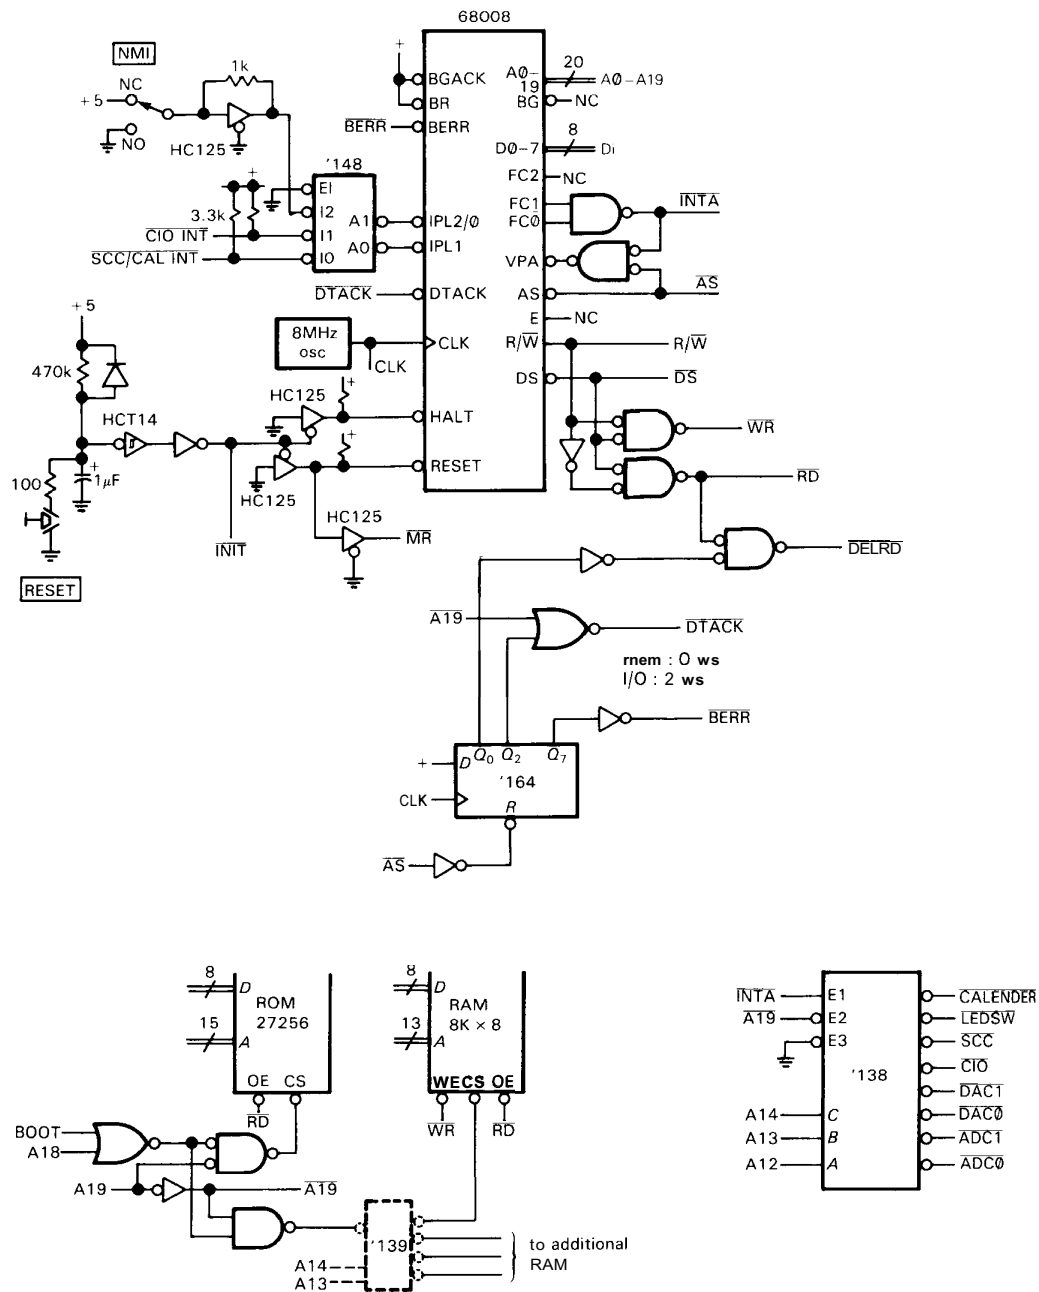 68008
NMI
NC
+5
NO
1k
HC125
+
BGACK
BR
BERR
BERR
A0-
19
20
A0-A19
BG
NC
D0-7
8
Di
FC2
NC
FC1
FC0
INTA
VPA
AS
AS
E
NC
R/W
R/W
DS
DS
WR
RD
DELRD
'148
+
EI
I2
I1
I0
A1
A0
3.3k
CIO INT
SCC/CAL INT
IPL2/0
IPL1
DTACK
DTACK
8MHz
osc
CLK
CLK
+5
470k
HCT14
HC125
+
HALT
+
RESET
100
+
1µF
HC125
HC125
MR
INIT
RESET
A19
DTACK
rnem : 0 ws
I/O : 2 ws
BERR
+
D
Q0
Q2
Q7
'164
CLK
R
AS
8
D
ROM
27256
15
A
OE
CS
RD
8
D
RAM
8K × 8
13
A
WE
CS
OE
WR
RD
BOOT
A18
A19
A19
'139
A14
A13
to additional
RAM
INTA
A19
E1
E2
E3
'138
A14
A13
A12
C
B
A
CALENDER
LEDSW
SCC
CIO
DAC1
DAC0
ADC1
ADC0